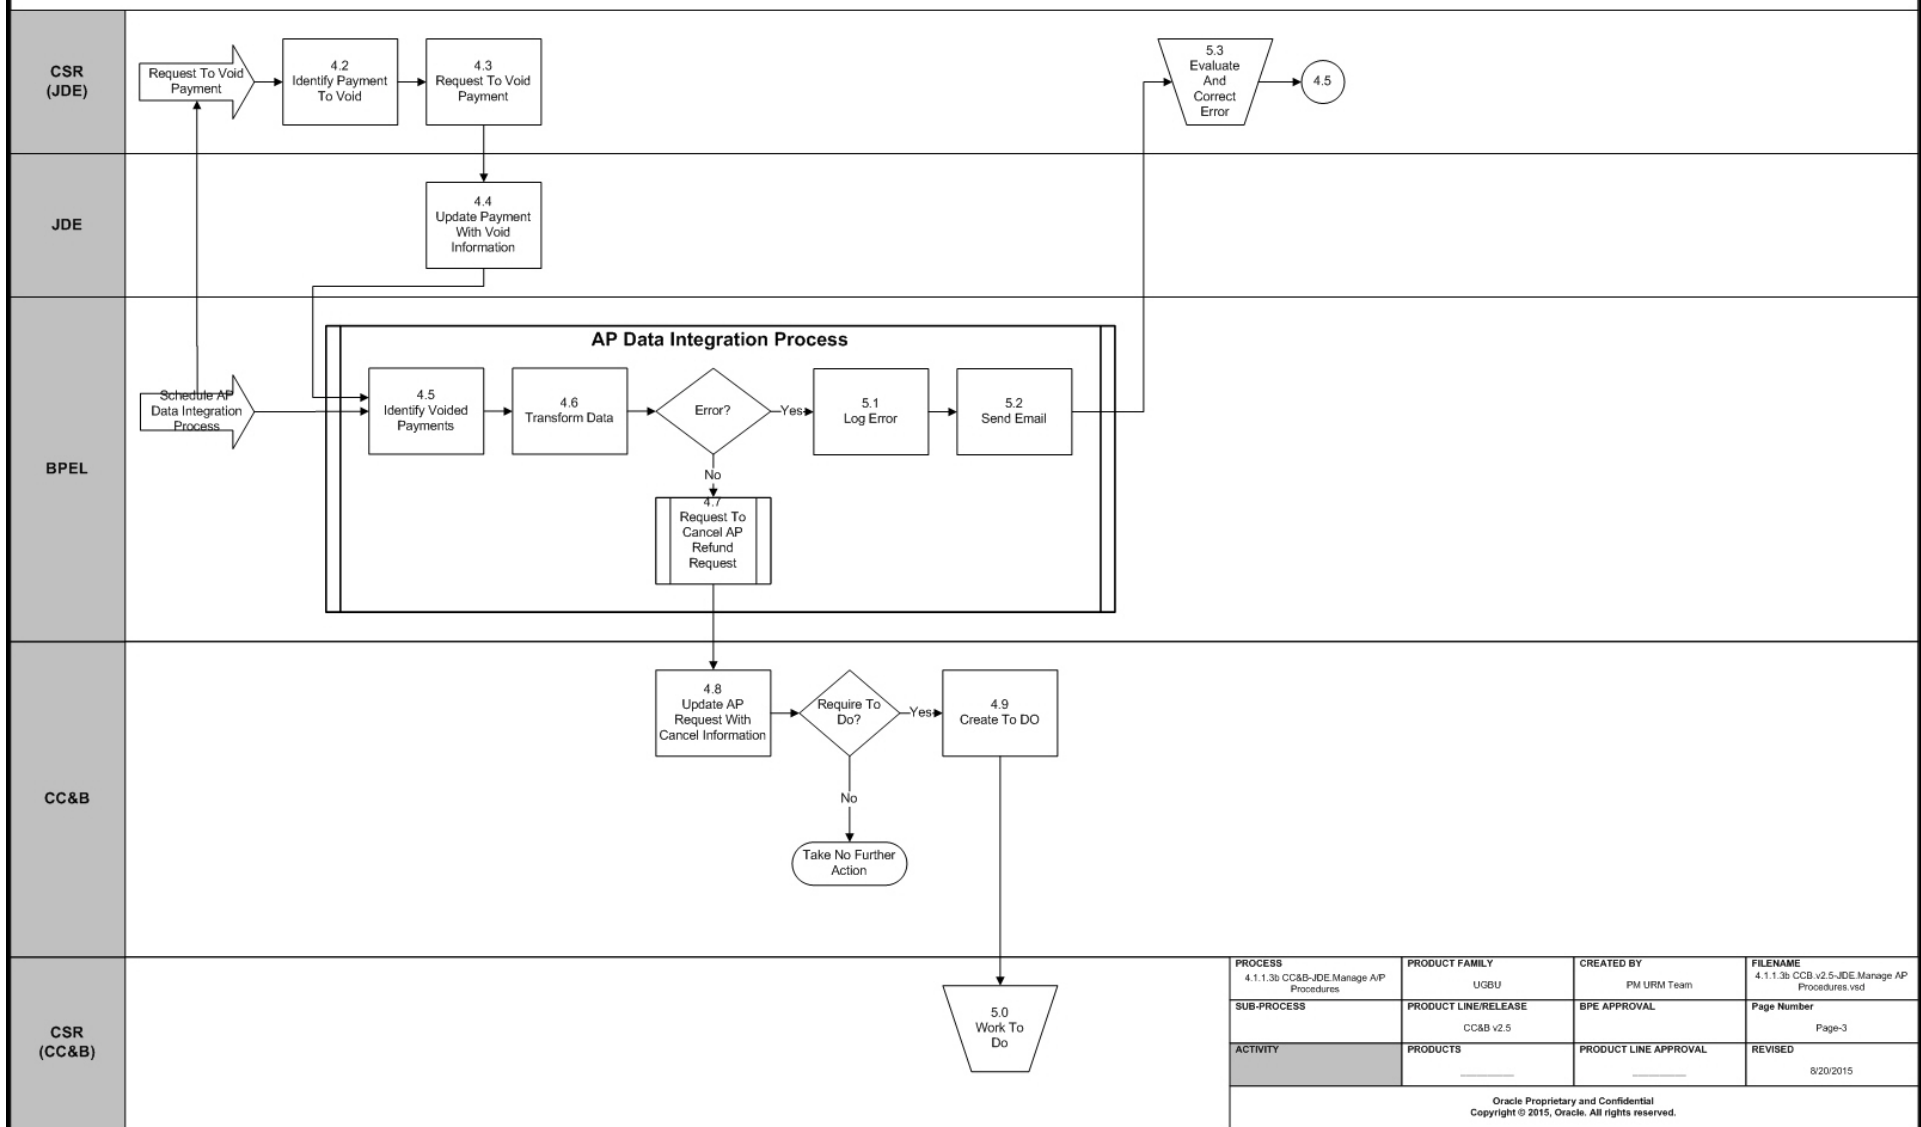 CSR
(JDE)
Request To Void
Payment
4.2
Identify Payment
To Void
4.3
Request To Void
Payment
5.3
Evaluate
And
Correct
Error
4.5
JDE
4.4
Update Payment
With Void
Information
BPEL
AP Data Integration Process
Schedule AP
Data Integration
Process
4.5
Identify Voided
Payments
4.6
Transform Data
Error?
Yes
5.1
Log Error
5.2
Send Email
No
4.7
Request To
Cancel AP
Refund
Request
CC&B
4.8
Update AP
Request With
Cancel Information
Require To
Do?
Yes
4.9
Create To DO
No
Take No Further
Action
CSR
(CC&B)
5.0
Work To
Do
PROCESS
4.1.1.3b CC&B-JDE.Manage A/P
Procedures
PRODUCT FAMILY
UGBU
CREATED BY
PM URM Team
FILENAME
4.1.1.3b CCB.v2.5-JDE.Manage AP
Procedures.vsd
SUB-PROCESS
PRODUCT LINE/RELEASE
CC&B v2.5
BPE APPROVAL
Page Number
Page-3
ACTIVITY
PRODUCTS
PRODUCT LINE APPROVAL
REVISED
8/20/2015
Oracle Proprietary and Confidential
Copyright © 2015, Oracle. All rights reserved.